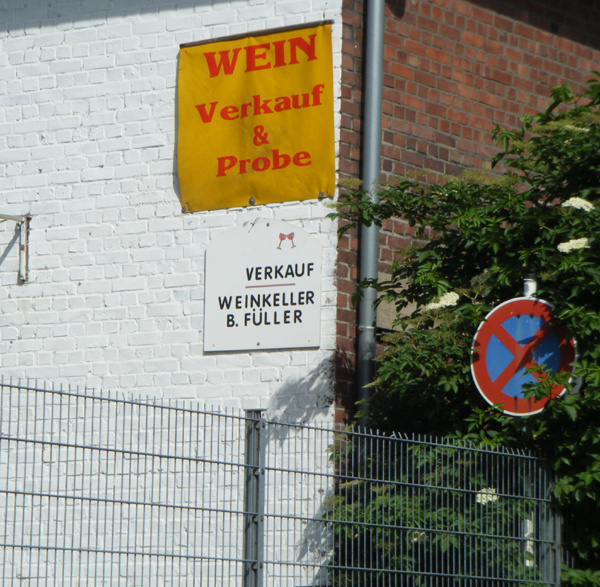 WEIN
Verkauf
&
Probe
VERKAUF
WEINKELLER
B. FÜLLER